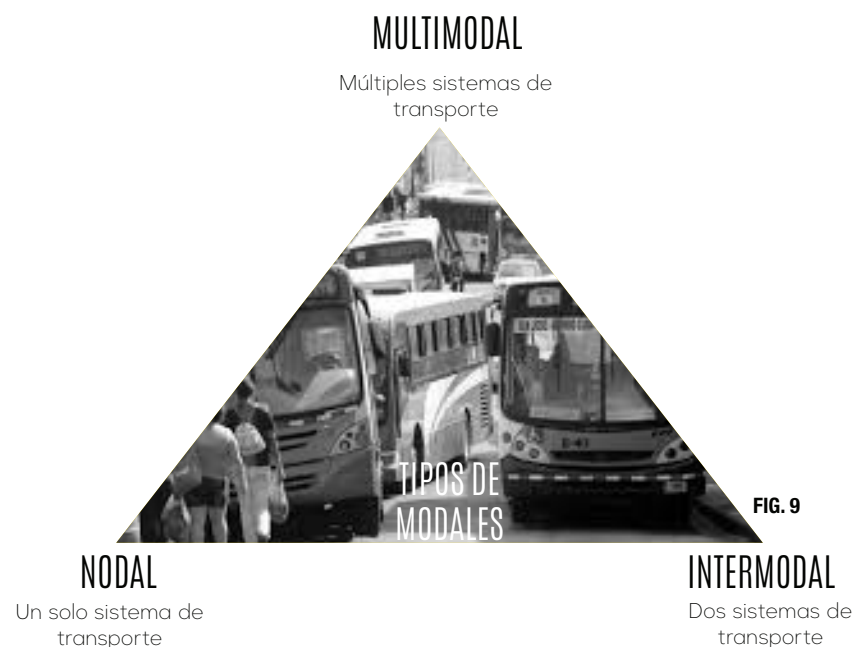 MULTIMODAL
Múltiples sistemas de
transporte
TIPOS DE
MODALES
FIG. 9
NODAL
Un solo sistema de
transporte
INTERMODAL
Dos sistemas de
transporte